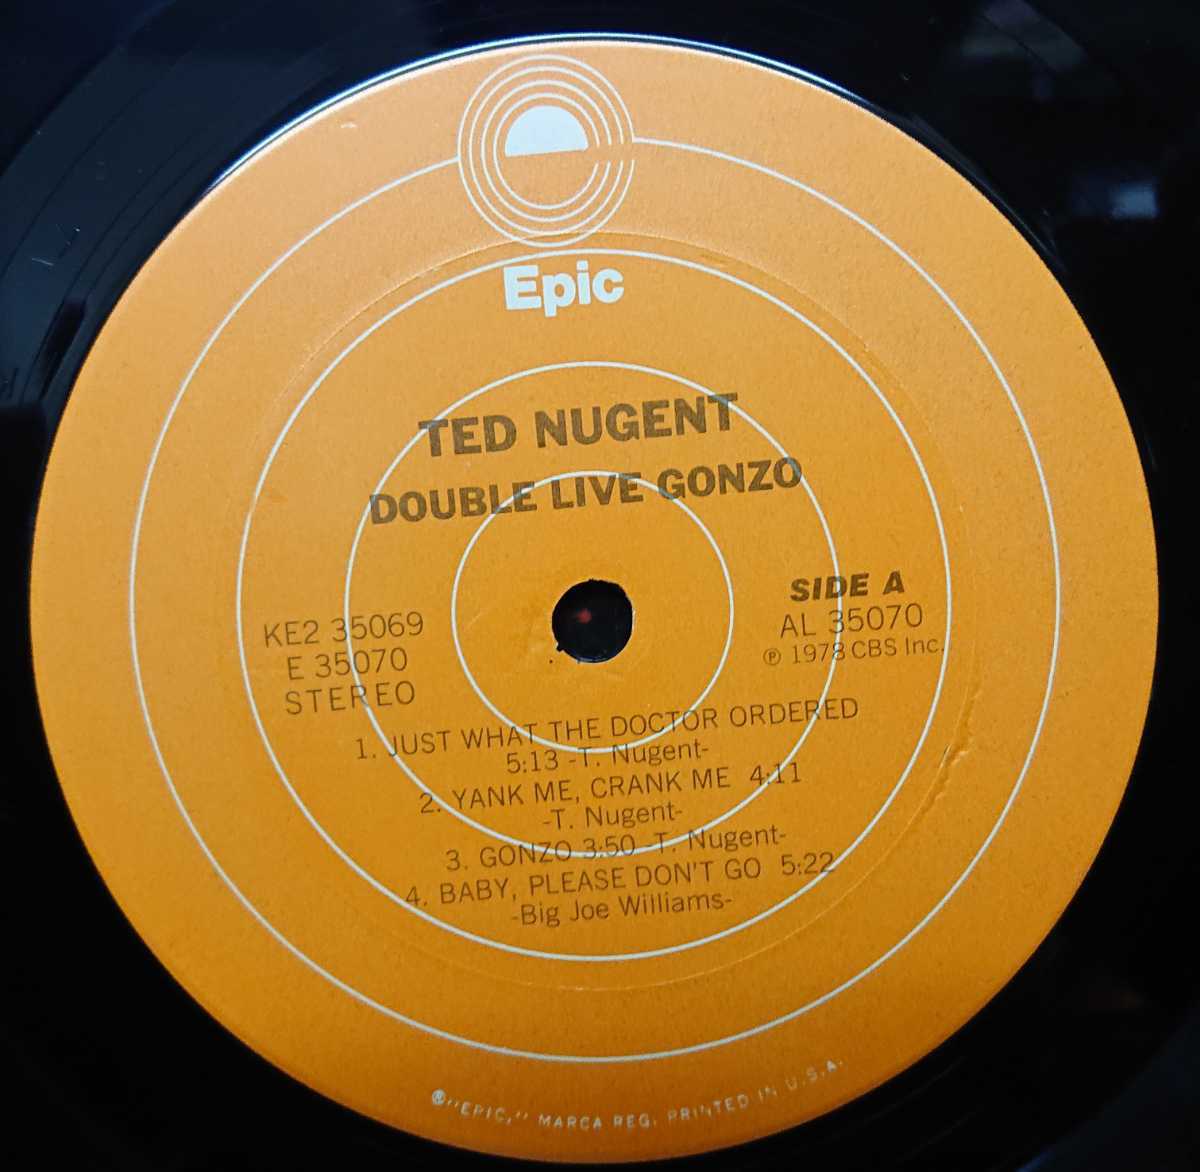 Epic
TED NUGENT
DOUBLE LIVE GONZO
KE2 35069
E 35070
STEREO
SIDE A
AL 35070
℗ 1978 CBS Inc.
1. JUST WHAT THE DOCTOR ORDERED
5:13 -T. Nugent-
2. YANK ME, CRANK ME 4:11
-T. Nugent-
3. GONZO 3:50 -T. Nugent-
4. BABY, PLEASE DON'T GO 5:22
-Big Joe Williams-
®"EPIC," MARCA REG. PRINTED IN U.S.A.